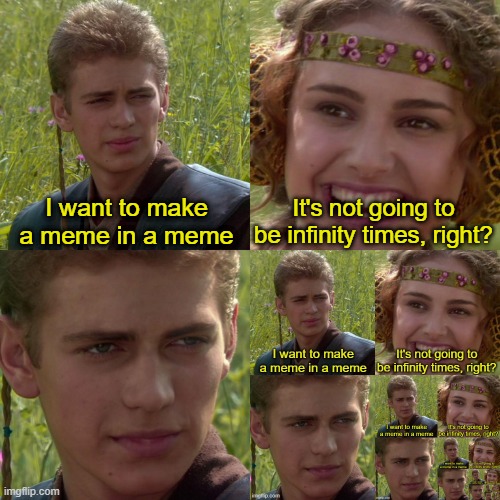 I want to make
a meme in a meme
It's not going to
be infinity times, right?
I want to make
a meme in a meme
It's not going to
be infinity times, right?
I want to make
a meme in a meme
It's not going to
be infinity times, right?
imgflip.com
imgflip.com